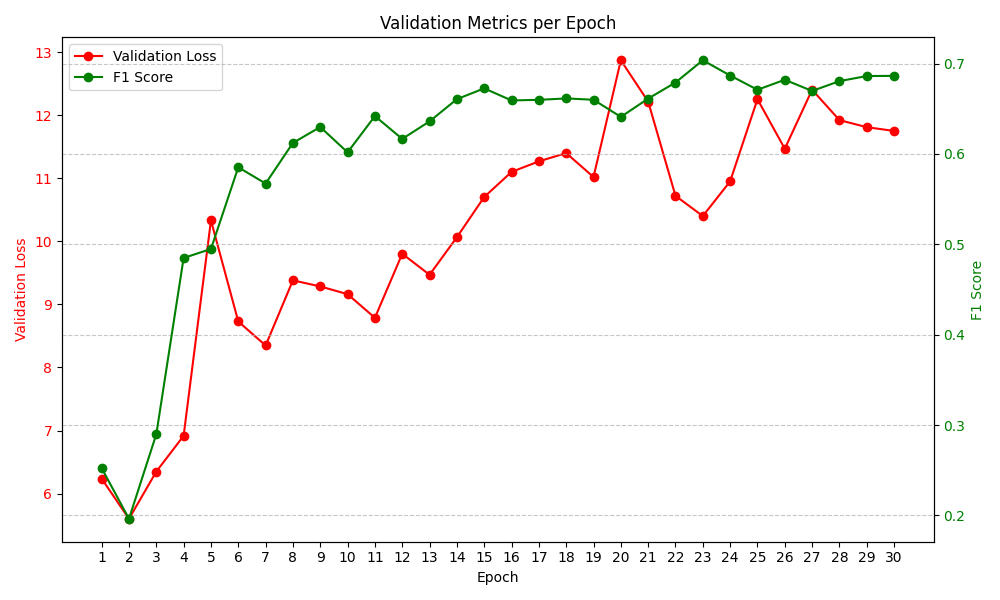 Validation Metrics per Epoch
Validation Loss
F1 Score
13
12
11
10
9
8
7
6
Validation Loss
0.7
0.6
0.5
0.4
0.3
0.2
F1 Score
1 2 3 4 5 6 7 8 9 10 11 12 13 14 15 16 17 18 19 20 21 22 23 24 25 26 27 28 29 30
Epoch